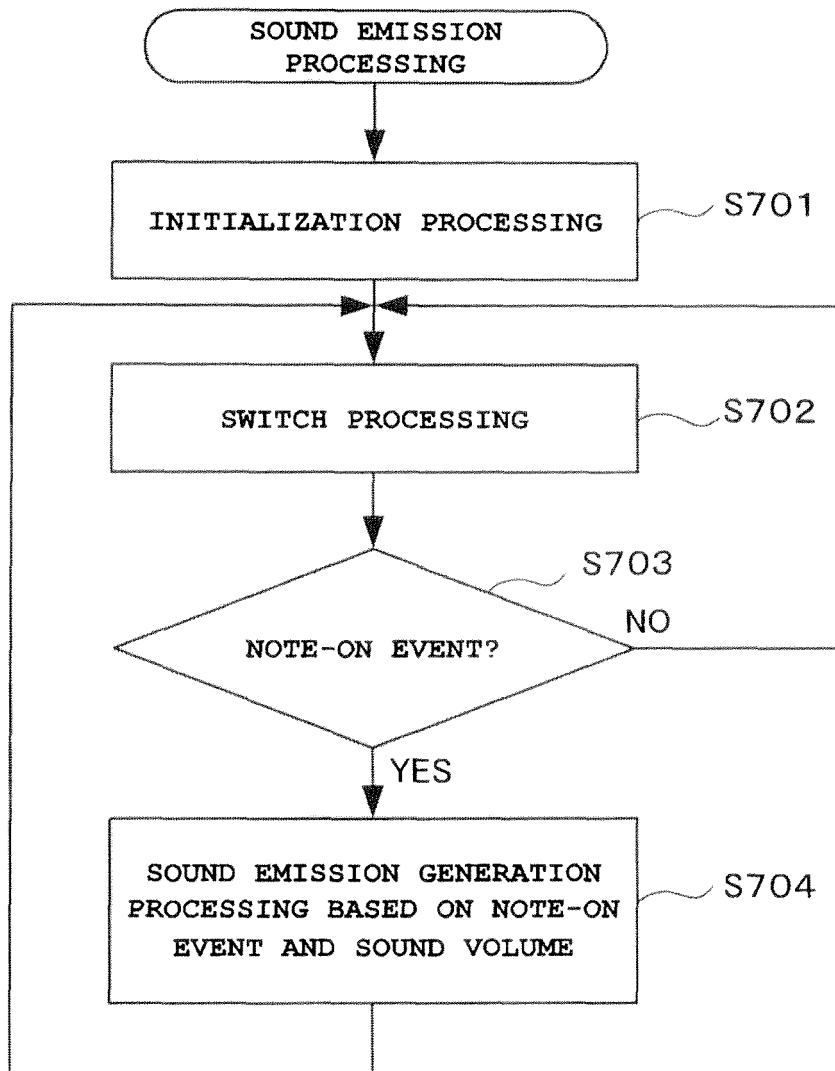 SOUND EMISSION
PROCESSING
INITIALIZATION PROCESSING
S701
SWITCH PROCESSING
S702
S703
NOTE-ON EVENT?
NO
YES
SOUND EMISSION GENERATION
PROCESSING BASED ON NOTE-ON
EVENT AND SOUND VOLUME
S704